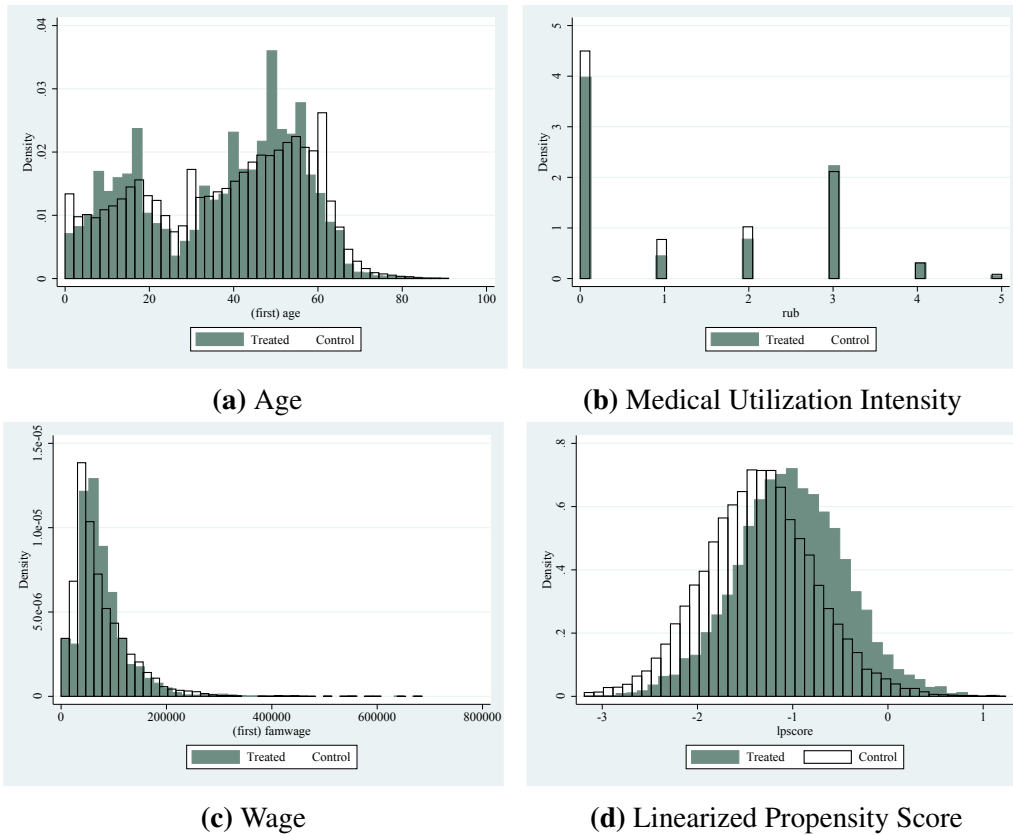 Density
0 .01 .02 .03 .04
0 20 40 60 80 100
(first) age
Treated Control
(a) Age
Density
0 1 2 3 4 5
0 1 2 3 4 5
rub
Treated Control
(b) Medical Utilization Intensity
Density
0 5.0e-06 1.0e-05 1.5e-05
0 200000 400000 600000 800000
(first) famwage
Treated Control
(c) Wage
Density
0 .2 .4 .6 .8
-3 -2 -1 0 1
lpscore
Treated Control
(d) Linearized Propensity Score